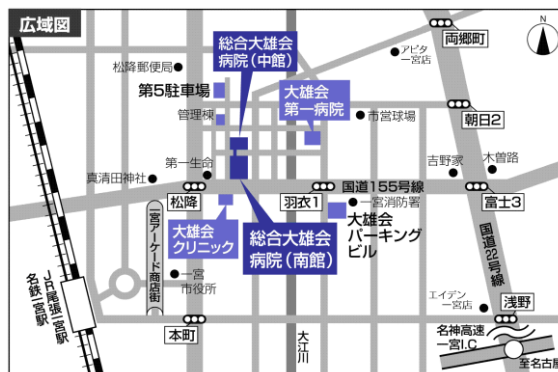 広域図
N
両郷町
アピタ
一宮店
松降郵便局
総合大雄会
病院(中館)
第5駐車場
大雄会
第一病院
管理棟
市営球場
朝日2
第一生命
吉野家
木曽路
真清田神社
国道155号線
松降
羽衣1
富士3
一宮消防署
大雄会
クリニック
総合大雄会
病院(南館)
大雄会
パーキング
ビル
一宮アーケード商店街
国道22号線
一宮
市役所
JR尾張一宮駅
名鉄一宮駅
エイデン
一宮店
浅野
本町
大江川
名神高速
一宮I.C
至名古屋